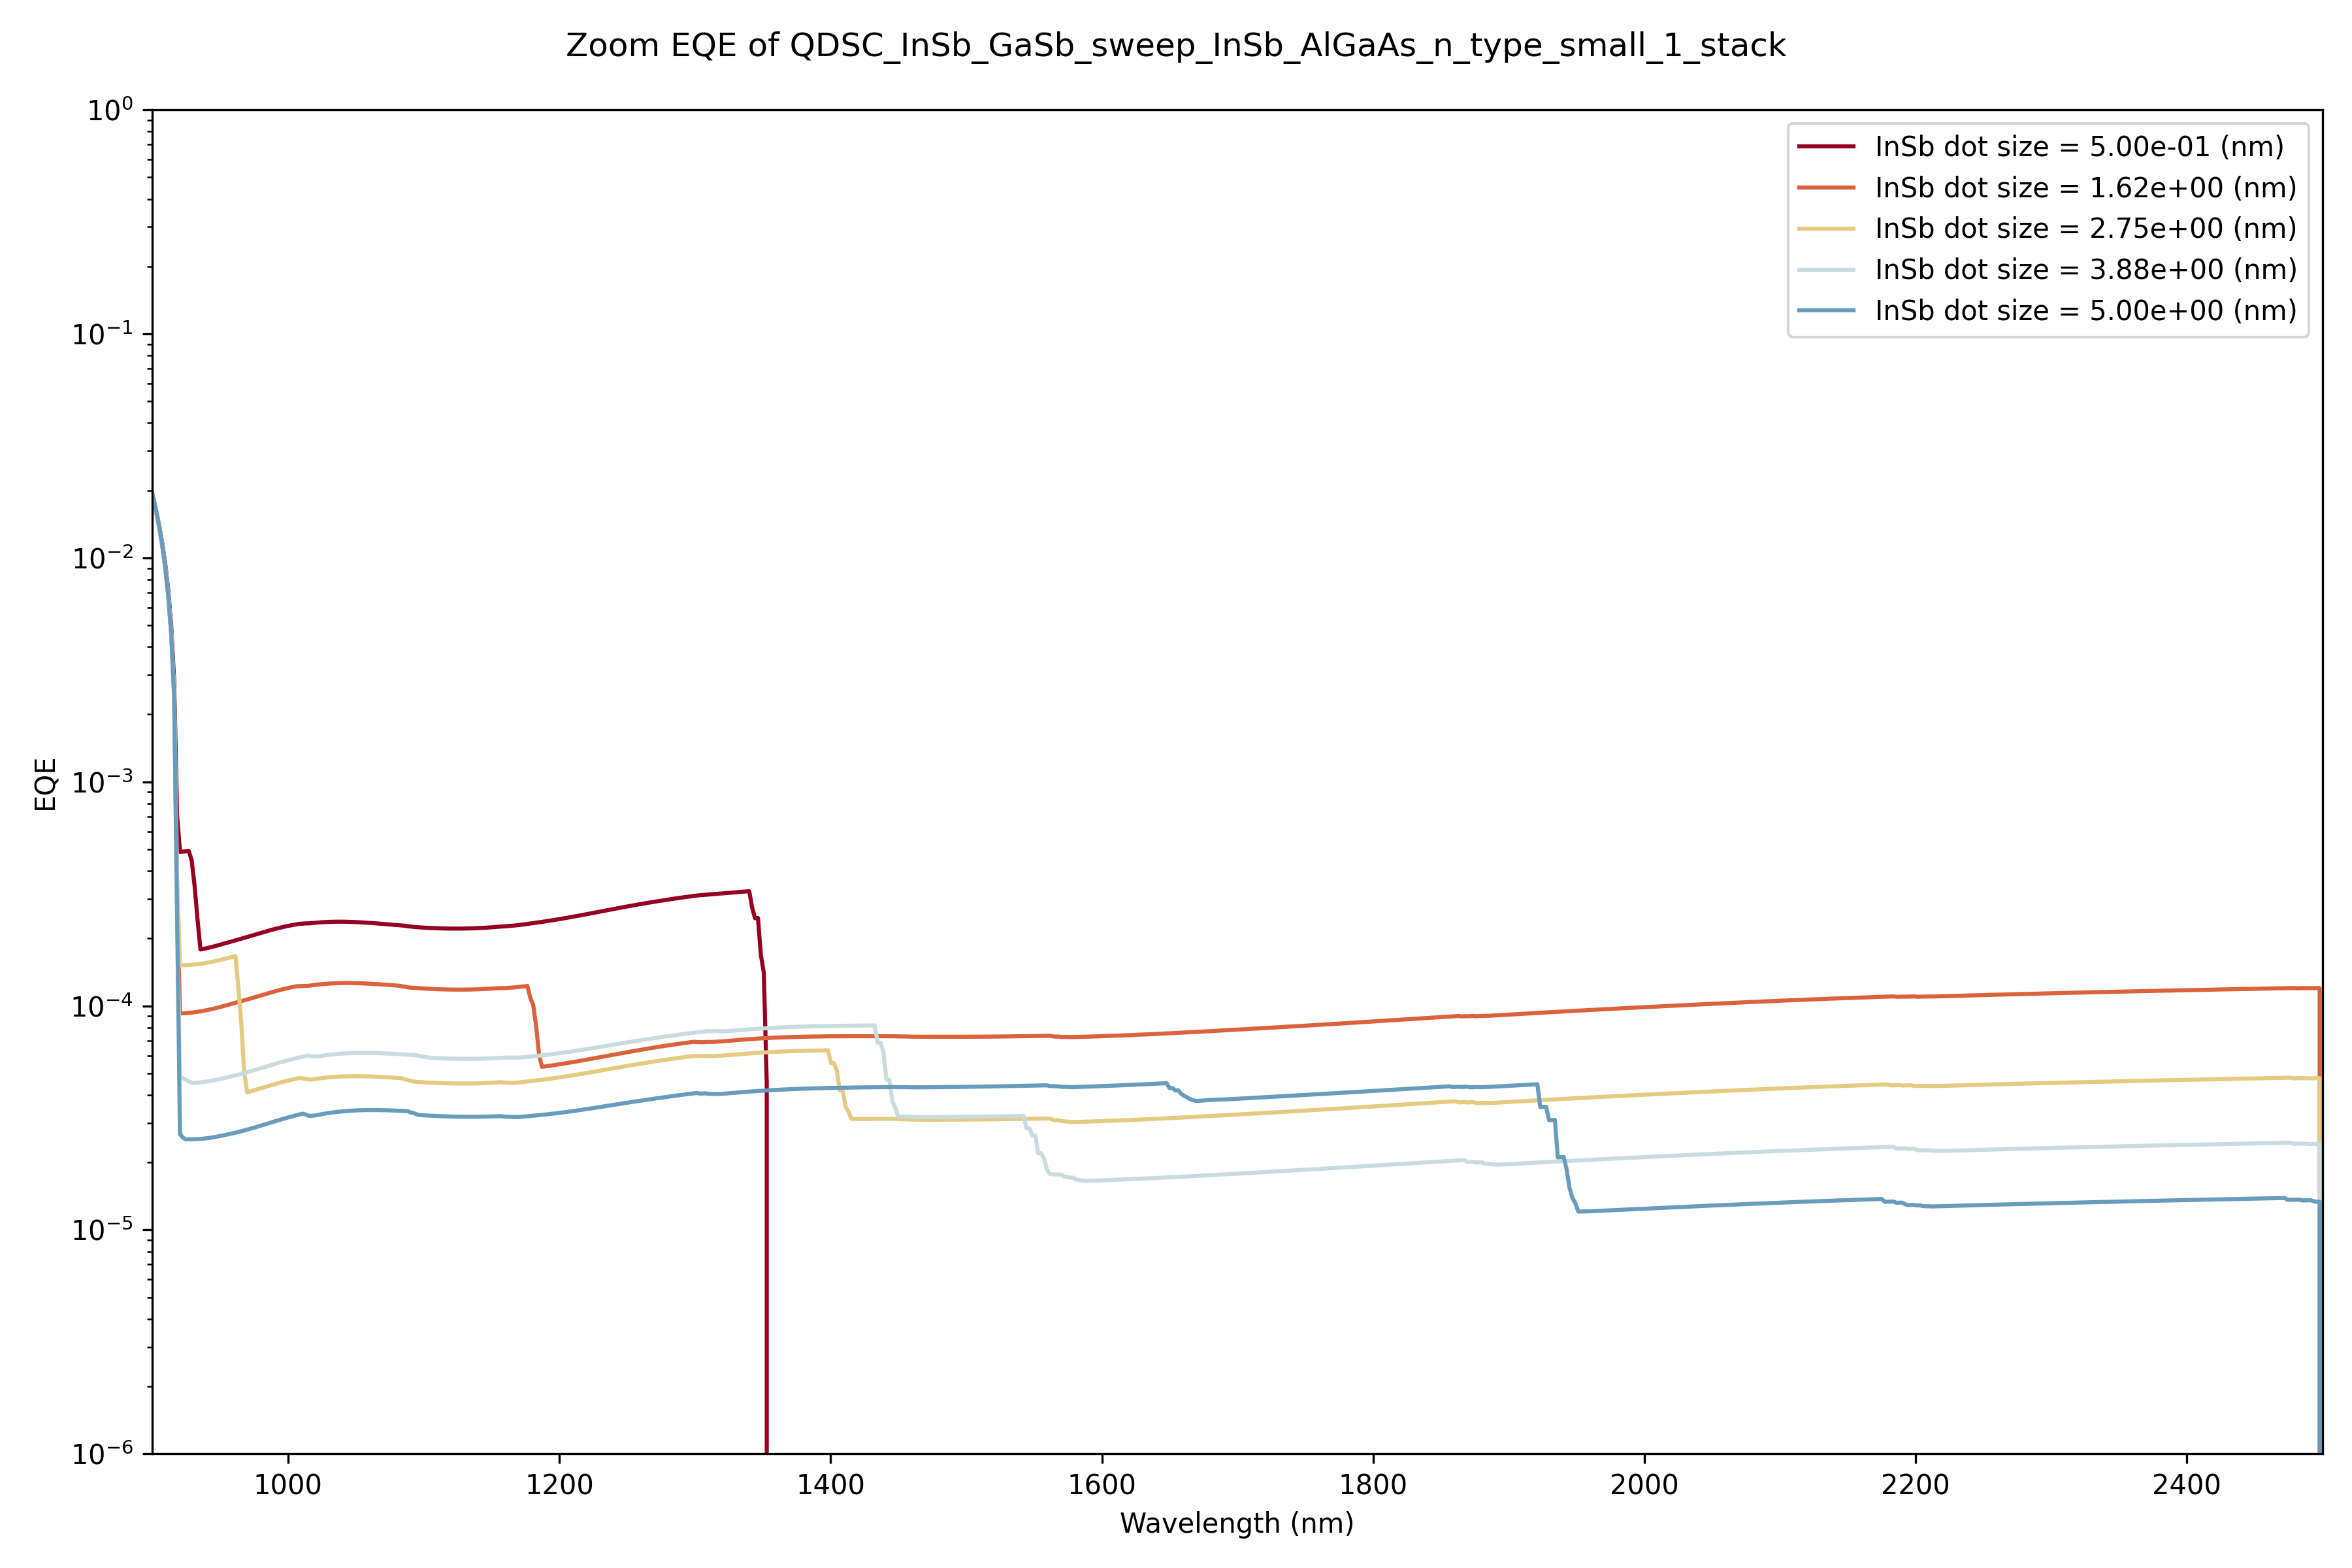 Zoom EQE of QDSC_InSb_GaSb_sweep_InSb_AlGaAs_n_type_small_1_stack
InSb dot size = 5.00e-01 (nm)
InSb dot size = 1.62e+00 (nm)
InSb dot size = 2.75e+00 (nm)
InSb dot size = 3.88e+00 (nm)
InSb dot size = 5.00e+00 (nm)
EQE
10⁰
10⁻¹
10⁻²
10⁻³
10⁻⁴
10⁻⁵
10⁻⁶
1000 1200 1400 1600 1800 2000 2200 2400
Wavelength (nm)